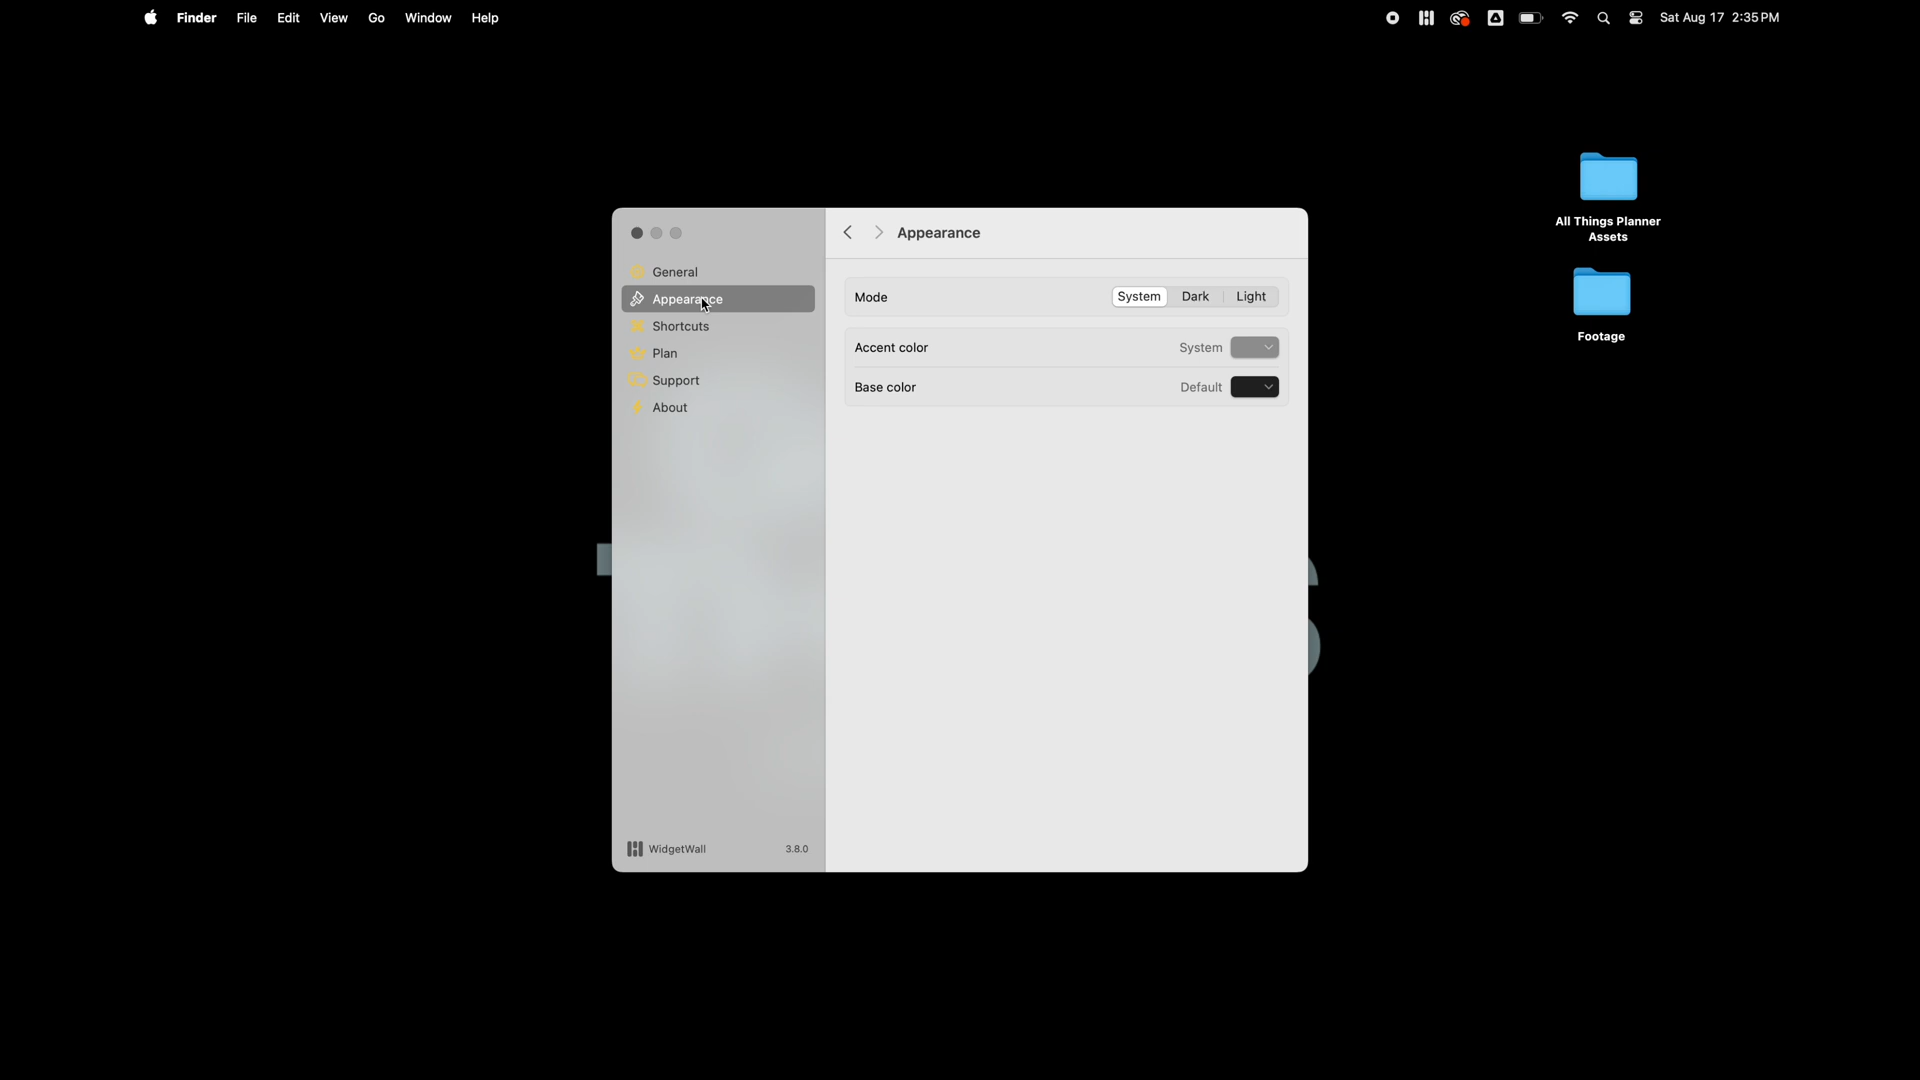 Finder File Edit View Go Window Help Sat Aug 17 2:35 PM
All Things Planner
Assets
Footage
Appearance
General
Appearance
Shortcuts
Plan
Support
About
Mode System Dark Light
Accent color System
Base color Default
WidgetWall 3.8.0